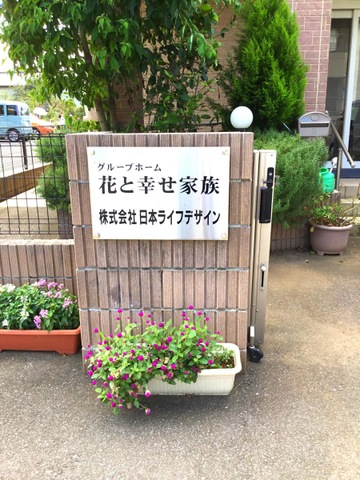 グループホーム
花と幸せ家族
株式会社 日本ライフデザイン